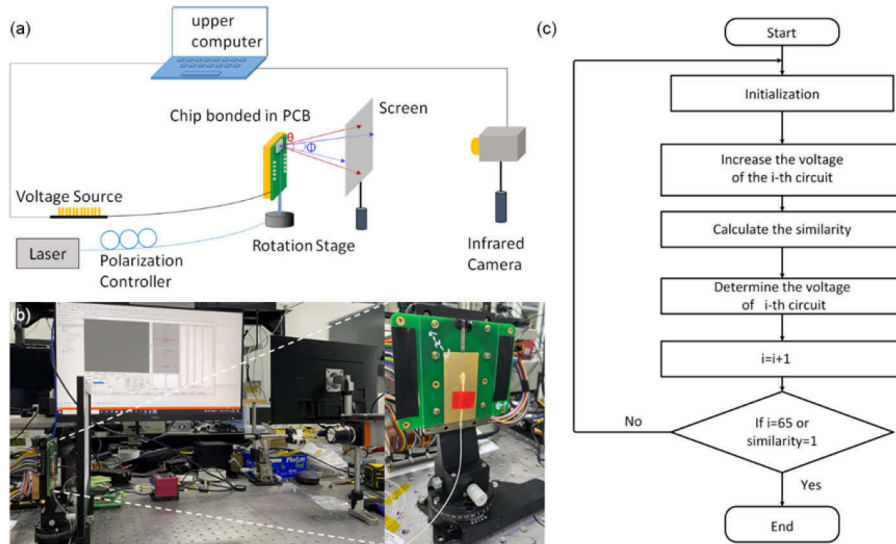 (a)
upper
computer
Chip bonded in PCB
θ
Φ
Screen
Voltage Source
Laser
Polarization
Controller
Rotation Stage
Infrared
Camera
(b)
(c)
Start
Initialization
Increase the voltage
of the i-th circuit
Calculate the similarity
Determine the voltage
of i-th circuit
i=i+1
If i=65 or
similarity=1
No
Yes
End